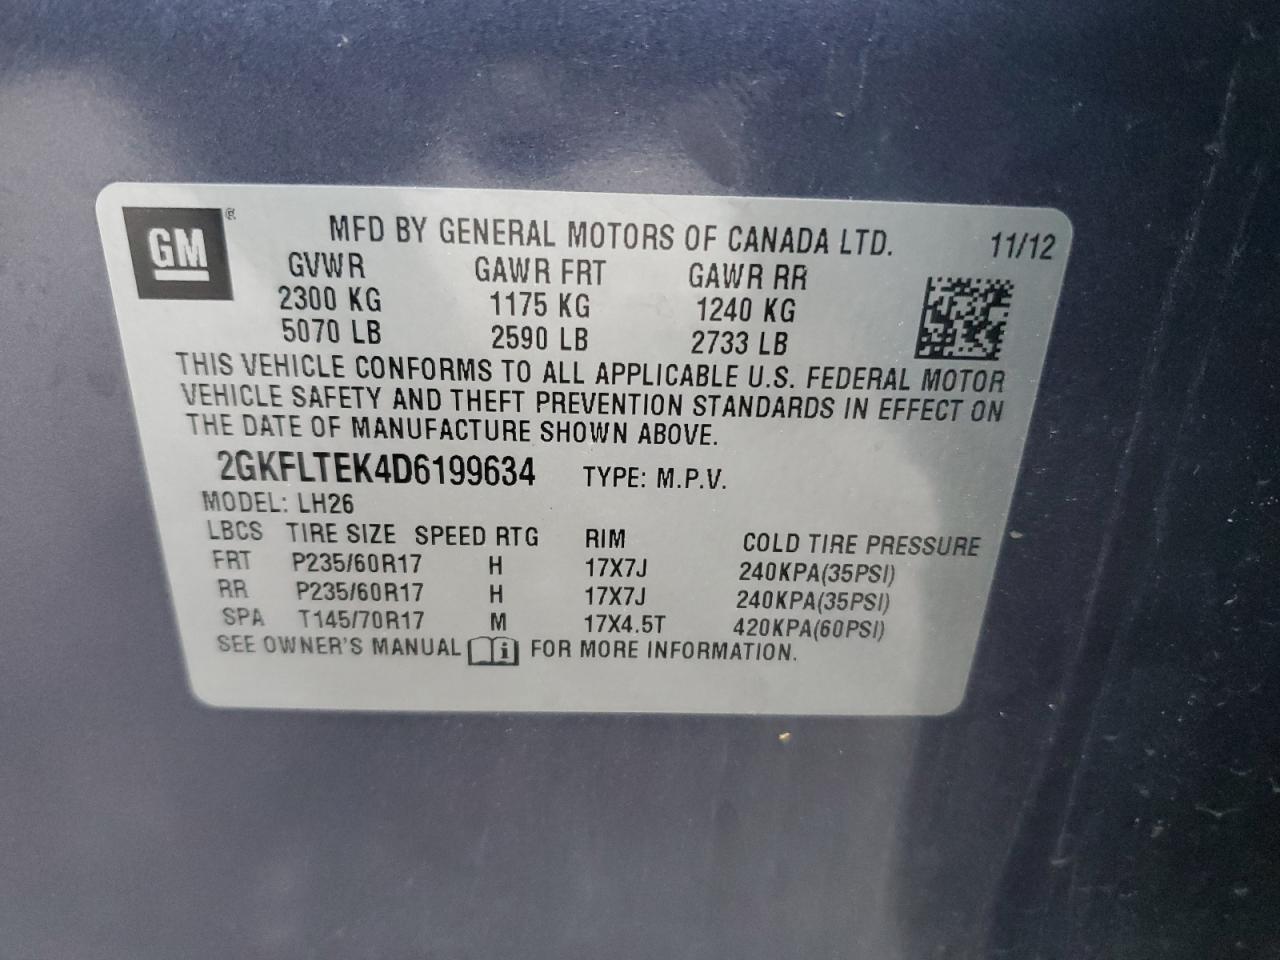 GM ®
MFD BY GENERAL MOTORS OF CANADA LTD. 11/12
GVWR GAWR FRT GAWR RR
2300 KG 1175 KG 1240 KG
5070 LB 2590 LB 2733 LB
THIS VEHICLE CONFORMS TO ALL APPLICABLE U.S. FEDERAL MOTOR
VEHICLE SAFETY AND THEFT PREVENTION STANDARDS IN EFFECT ON
THE DATE OF MANUFACTURE SHOWN ABOVE.
2GKFLTEK4D6199634 TYPE: M.P.V.
MODEL: LH26
LBCS TIRE SIZE SPEED RTG RIM COLD TIRE PRESSURE
FRT P235/60R17 H 17X7J 240KPA(35PSI)
RR P235/60R17 H 17X7J 240KPA(35PSI)
SPA T145/70R17 M 17X4.5T 420KPA(60PSI)
SEE OWNER'S MANUAL i FOR MORE INFORMATION.